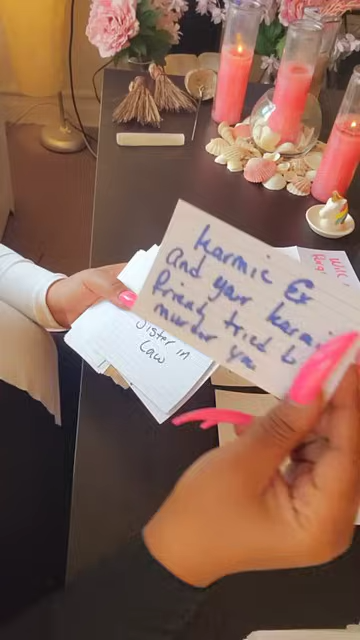 Karmic Ex
And your karmic
Friend tried to
murder you
Sister in
Law